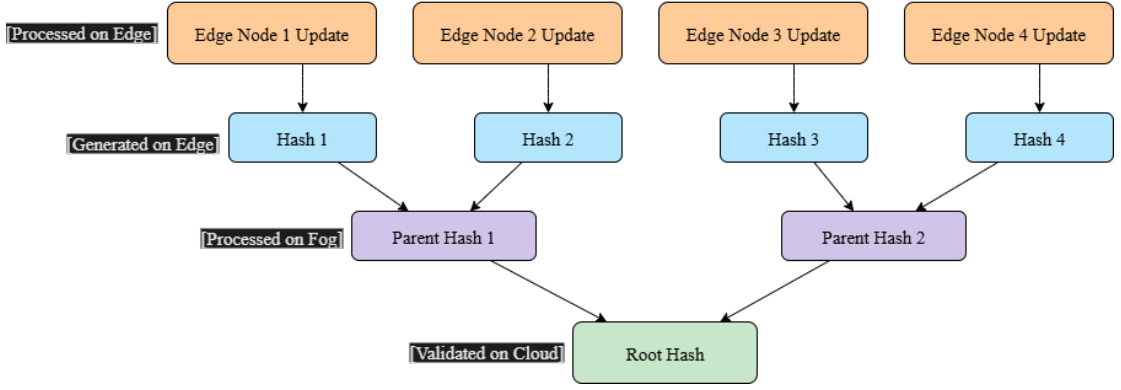 [Processed on Edge]
Edge Node 1 Update
Edge Node 2 Update
Edge Node 3 Update
Edge Node 4 Update
[Generated on Edge]
Hash 1
Hash 2
Hash 3
Hash 4
[Processed on Fog]
Parent Hash 1
Parent Hash 2
[Validated on Cloud]
Root Hash